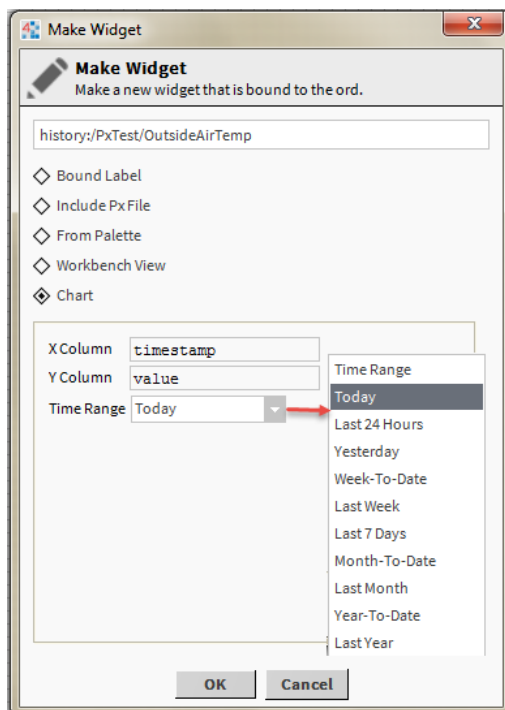 Make Widget
Make Widget
Make a new widget that is bound to the ord.
history:/PxTest/OutsideAirTemp
Bound Label
Include Px File
From Palette
Workbench View
Chart
X Column timestamp
Y Column value
Time Range Today
Time Range
Today
Last 24 Hours
Yesterday
Week-To-Date
Last Week
Last 7 Days
Month-To-Date
Last Month
Year-To-Date
Last Year
OK Cancel